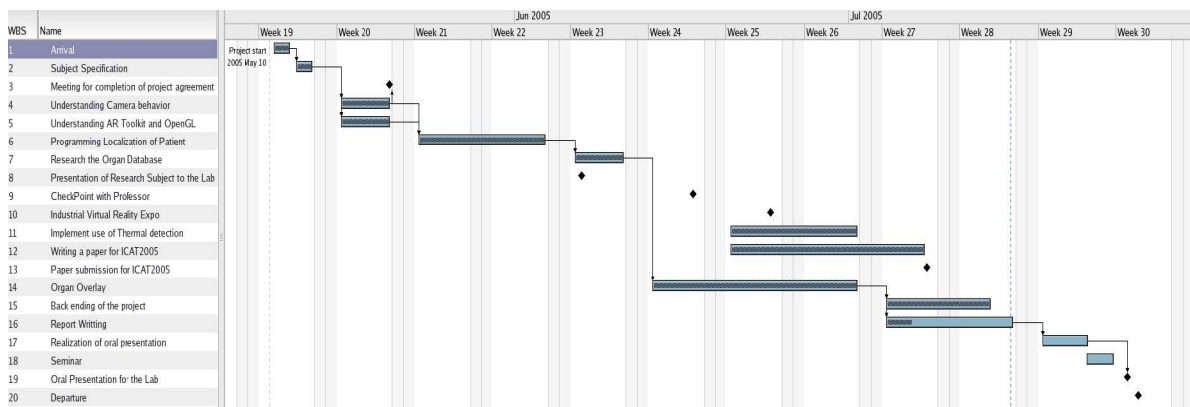 Jun 2005 Jul 2005
WBS Name Week 19 Week 20 Week 21 Week 22 Week 23 Week 24 Week 25 Week 26 Week 27 Week 28 Week 29 Week 30
1 Arrival
Project start
2005 May 10
2 Subject Specification
3 Meeting for completion of project agreement
4 Understanding Camera behavior
5 Understanding AR Toolkit and OpenGL
6 Programming Localization of Patient
7 Research the Organ Database
8 Presentation of Research Subject to the Lab
9 CheckPoint with Professor
10 Industrial Virtual Reality Expo
11 Implement use of Thermal detection
12 Writing a paper for ICAT2005
13 Paper submission for ICAT2005
14 Organ Overlay
15 Back ending of the project
16 Report Writting
17 Realization of oral presentation
18 Seminar
19 Oral Presentation for the Lab
20 Departure